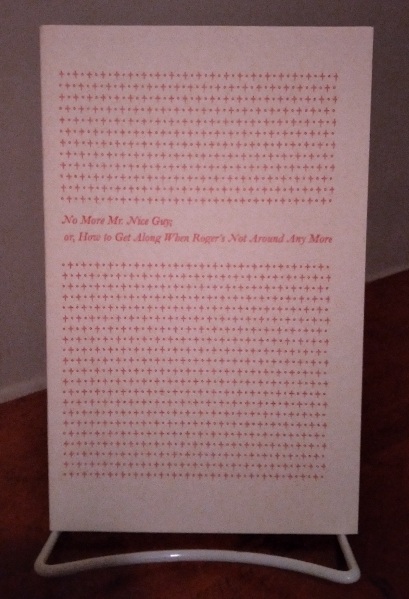 No More Mr. Nice Guy;
or, How to Get Along When Roger's Not Around Any More